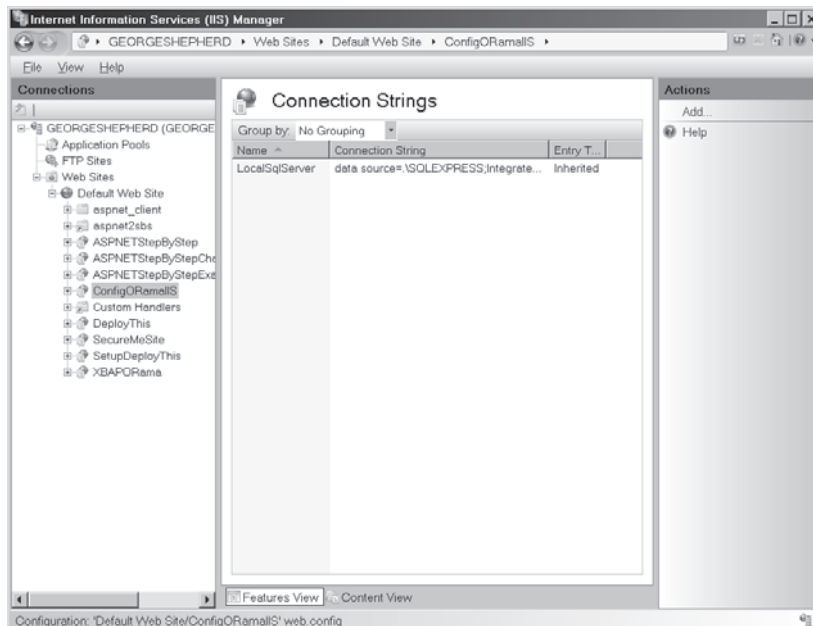 Internet Information Services (IIS) Manager
GEORGESHEPHERD ▸ Web Sites ▸ Default Web Site ▸ ConfigORamaIIS ▸
File View Help
Connections
GEORGESHEPHERD (GEORGE
Application Pools
FTP Sites
Web Sites
Default Web Site
aspnet_client
aspnet2sbs
ASPNETStepByStep
ASPNETStepByStepCha
ASPNETStepByStepExa
ConfigORamaIIS
Custom Handlers
DeployThis
SecureMeSite
SetupDeployThis
XBAPORama
Connection Strings
Group by: No Grouping
Name Connection String Entry T...
LocalSqlServer data source=.\SQLEXPRESS;Integrate... Inherited
Features View Content View
Actions
Add...
Help
Configuration: 'Default Web Site/ConfigORamaIIS' web.config